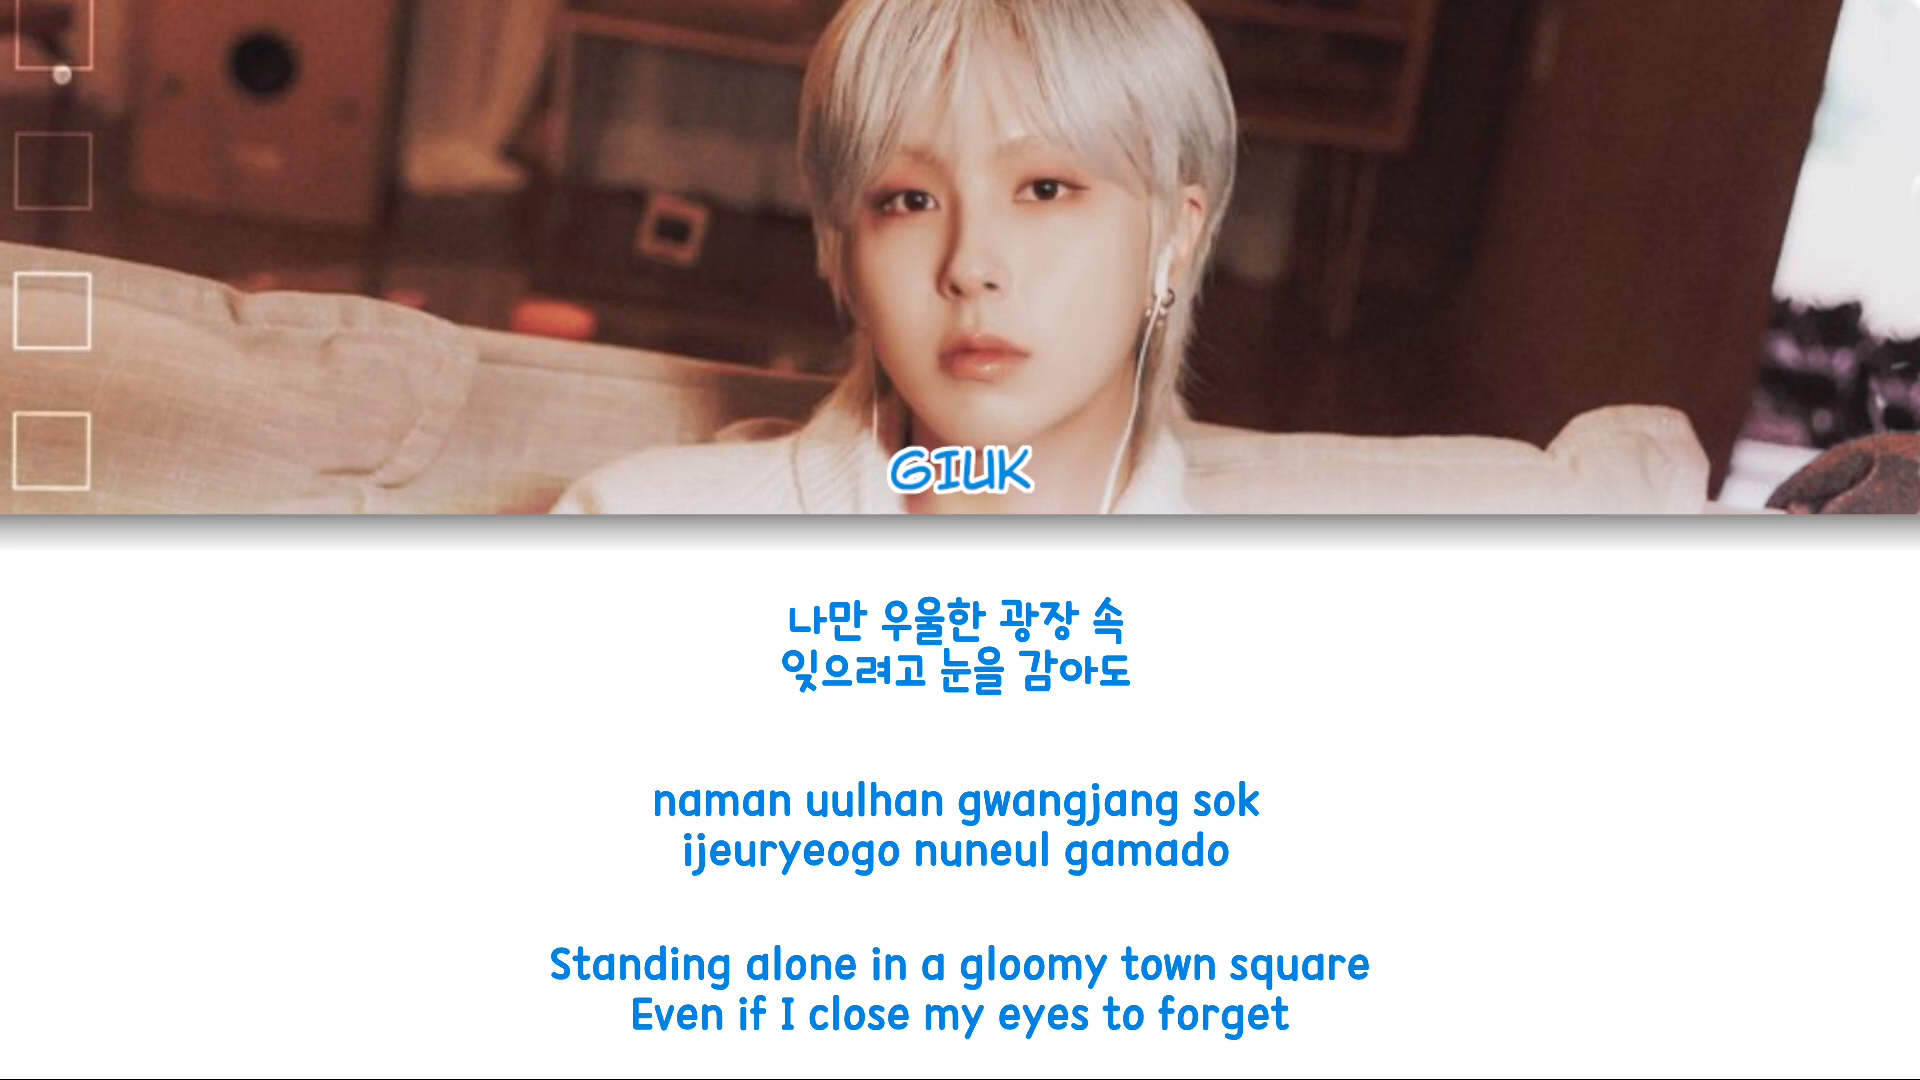 GIUK
나만 우울한 광장 속
잊으려고 눈을 감아도
naman uulhan gwangjang sok
ijeuryeogo nuneul gamado
Standing alone in a gloomy town square
Even if I close my eyes to forget